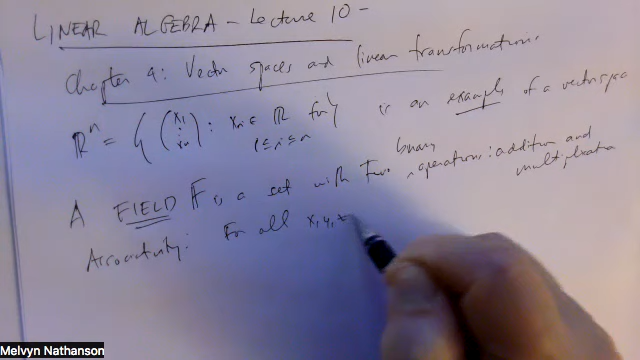 LINEAR ALGEBRA - Lecture 10 -
Chapter 4: Vector spaces and linear transformations
ℝⁿ = { (x₁ ⋮ xₙ) : xᵢ ∈ ℝ for 1 ≤ i ≤ n } is an example of a vector space
A FIELD F is a set with two binary operations: addition and multiplication
Associativity: For all x, y, z
Melvyn Nathanson